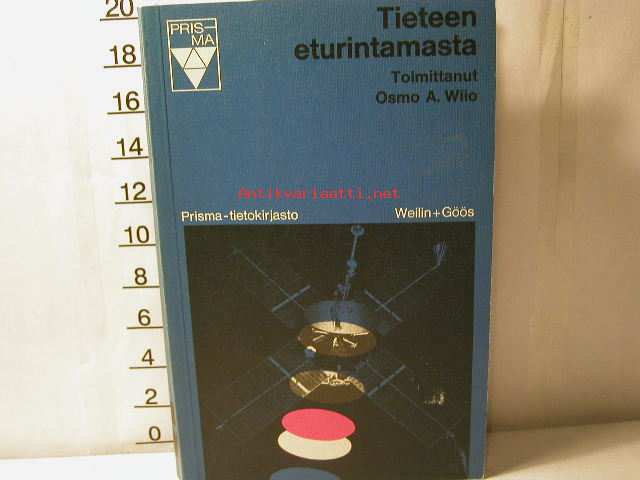 PRIS-
MA
Tieteen
eturintamasta
Toimittanut
Osmo A. Wiio
Antikvariaatti.net
Prisma-tietokirjasto
Weilin+Göös
20
18
16
14
12
10
8
6
4
2
0